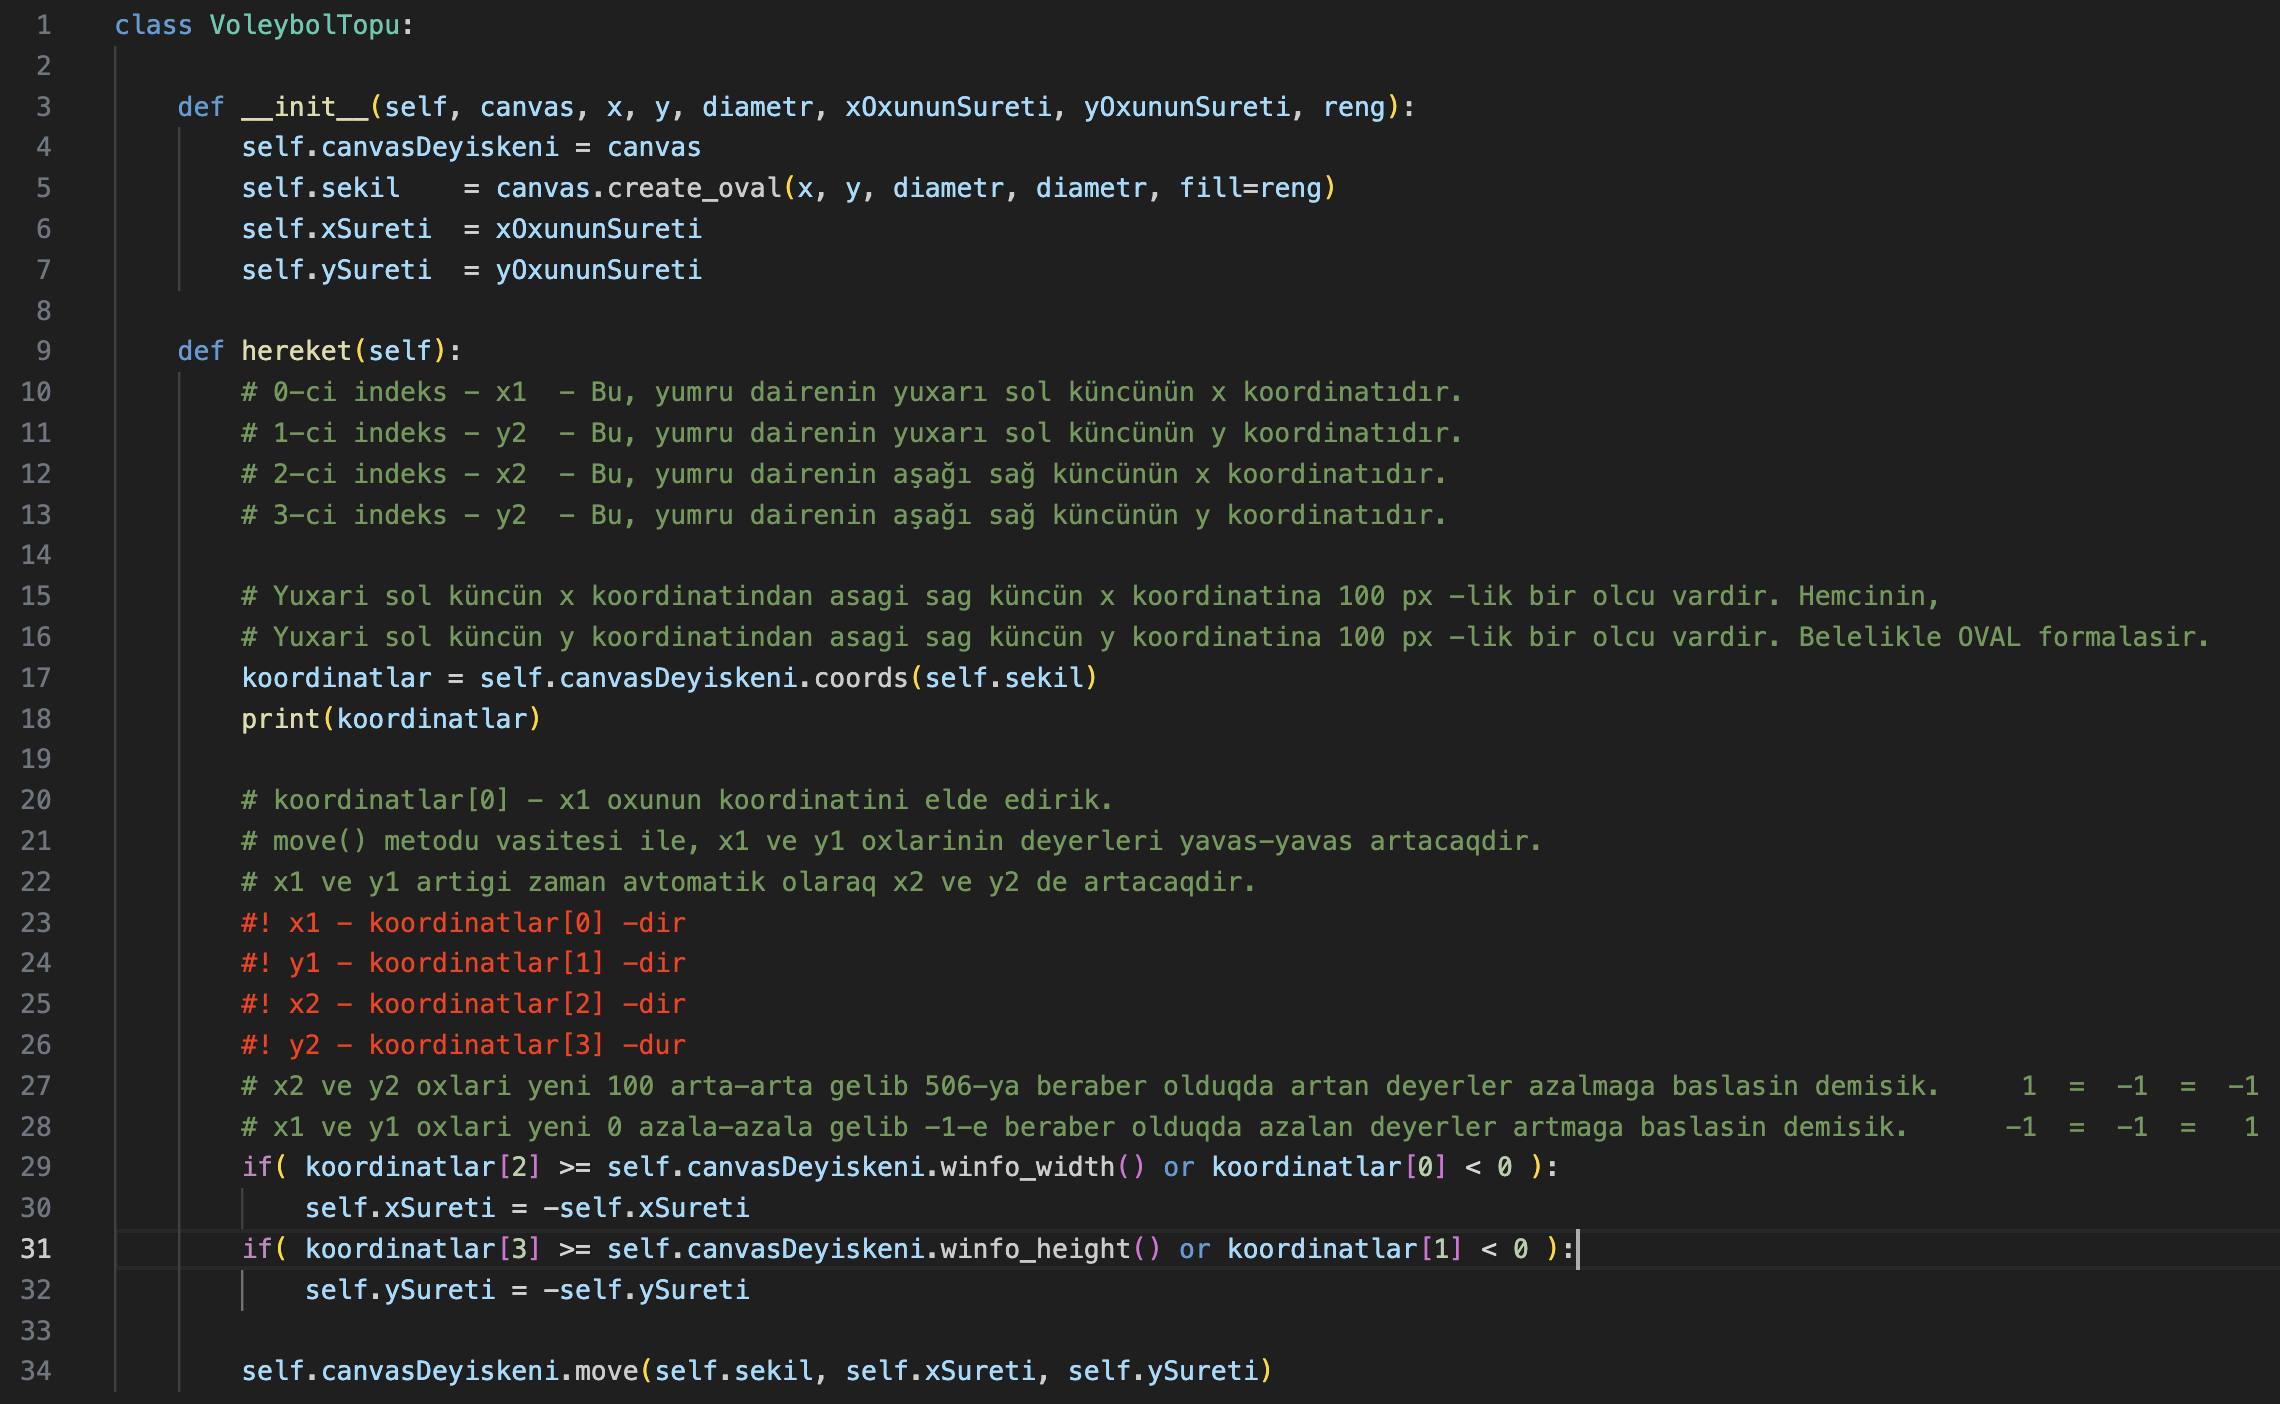 1 class VoleybolTopu:
2
3 def __init__(self, canvas, x, y, diametr, xOxununSureti, yOxununSureti, reng):
4 self.canvasDeyiskeni = canvas
5 self.sekil    = canvas.create_oval(x, y, diametr, diametr, fill=reng)
6 self.xSureti  = xOxununSureti
7 self.ySureti  = yOxununSureti
8
9 def hereket(self):
10 # 0-ci indeks - x1  - Bu, yumru dairenin yuxarı sol küncünün x koordinatıdır.
11 # 1-ci indeks - y2  - Bu, yumru dairenin yuxarı sol küncünün y koordinatıdır.
12 # 2-ci indeks - x2  - Bu, yumru dairenin aşağı sağ küncünün x koordinatıdır.
13 # 3-ci indeks - y2  - Bu, yumru dairenin aşağı sağ küncünün y koordinatıdır.
14
15 # Yuxari sol küncün x koordinatindan asagi sag küncün x koordinatina 100 px -lik bir olcu vardir. Hemcinin,
16 # Yuxari sol küncün y koordinatindan asagi sag küncün y koordinatina 100 px -lik bir olcu vardir. Belelikle OVAL formalasir.
17 koordinatlar = self.canvasDeyiskeni.coords(self.sekil)
18 print(koordinatlar)
19
20 # koordinatlar[0] - x1 oxunun koordinatini elde edirik.
21 # move() metodu vasitesi ile, x1 ve y1 oxlarinin deyerleri yavas-yavas artacaqdir.
22 # x1 ve y1 artigi zaman avtomatik olaraq x2 ve y2 de artacaqdir.
23 #! x1 - koordinatlar[0] -dir
24 #! y1 - koordinatlar[1] -dir
25 #! x2 - koordinatlar[2] -dir
26 #! y2 - koordinatlar[3] -dur
27 # x2 ve y2 oxlari yeni 100 arta-arta gelib 506-ya beraber olduqda artan deyerler azalmaga baslasin demisik.     1  =  -1  =  -1
28 # x1 ve y1 oxlari yeni 0 azala-azala gelib -1-e beraber olduqda azalan deyerler artmaga baslasin demisik.      -1  =  -1  =   1
29 if( koordinatlar[2] >= self.canvasDeyiskeni.winfo_width() or koordinatlar[0] < 0 ):
30 self.xSureti = -self.xSureti
31 if( koordinatlar[3] >= self.canvasDeyiskeni.winfo_height() or koordinatlar[1] < 0 ):
32 self.ySureti = -self.ySureti
33
34 self.canvasDeyiskeni.move(self.sekil, self.xSureti, self.ySureti)